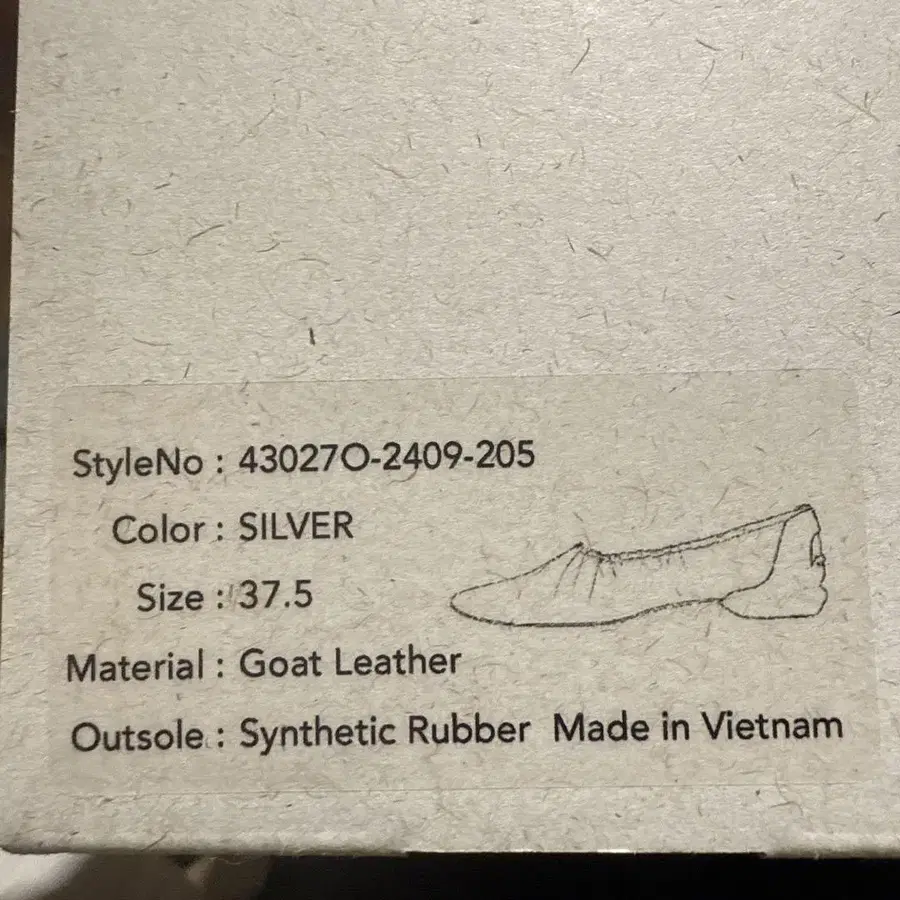 StyleNo : 43027O-2409-205
Color : SILVER
Size : 37.5
Material : Goat Leather
Outsole : Synthetic Rubber Made in Vietnam